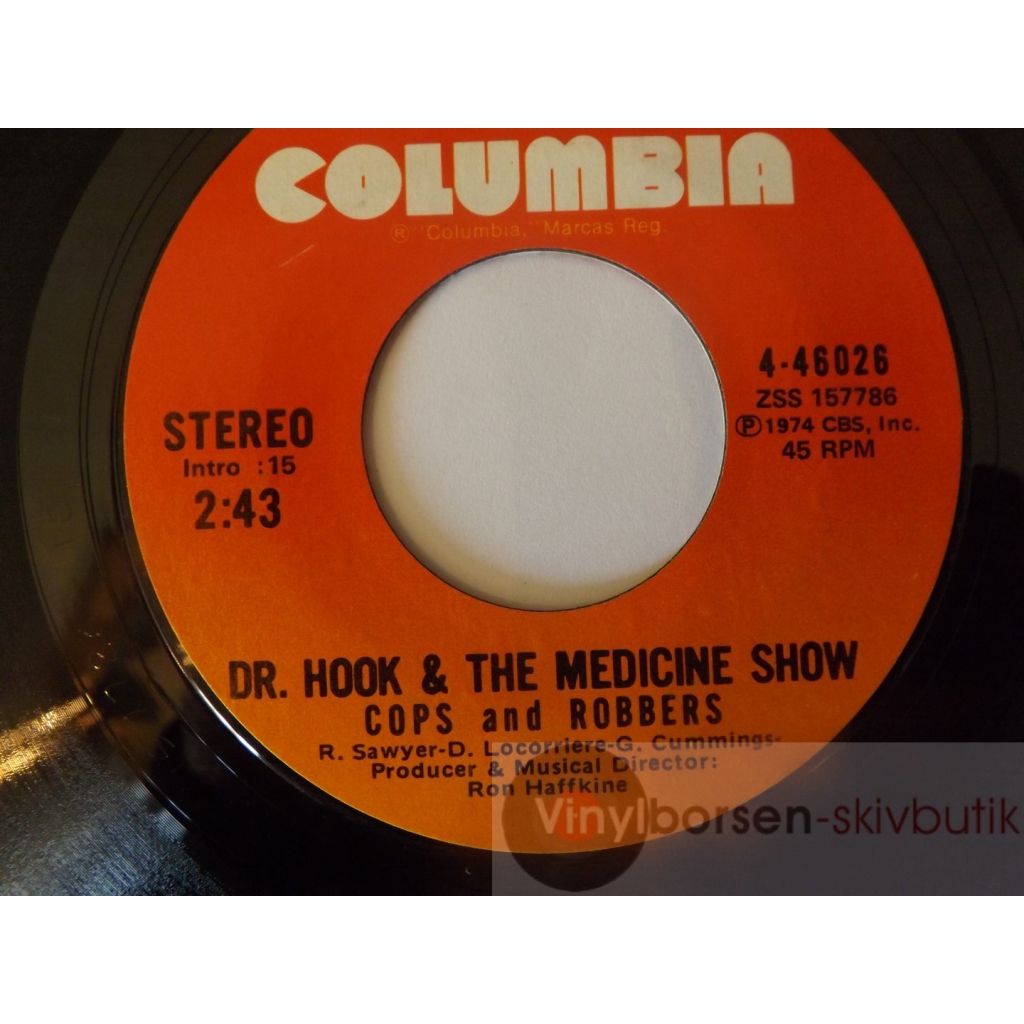 COLUMBIA
® "Columbia," Marcas Reg.
4-46026
ZSS 157786
Ⓟ1974 CBS, Inc.
45 RPM
STEREO
Intro :15
2:43
DR. HOOK & THE MEDICINE SHOW
COPS and ROBBERS
R. Sawyer-D. Locorriere-G. Cummings-
Producer & Musical Director:
Ron Haffkine
Vinylborsen-skivbutik